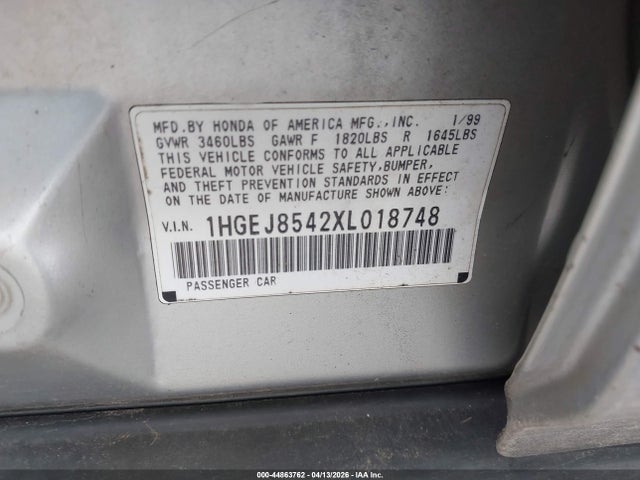 MFD.BY HONDA OF AMERICA MFG.,INC. 1/99
GVWR 3460LBS GAWR F 1820LBS R 1645LBS
THIS VEHICLE CONFORMS TO ALL APPLICABLE
FEDERAL MOTOR VEHICLE SAFETY,BUMPER,
AND THEFT PREVENTION STANDARDS IN EFFECT
ON THE DATE OF MANUFACTURE SHOWN ABOVE:
V.I.N. 1HGEJ8542XL018748
PASSENGER CAR
000-44863762 04/13/2026 IAA, Inc.